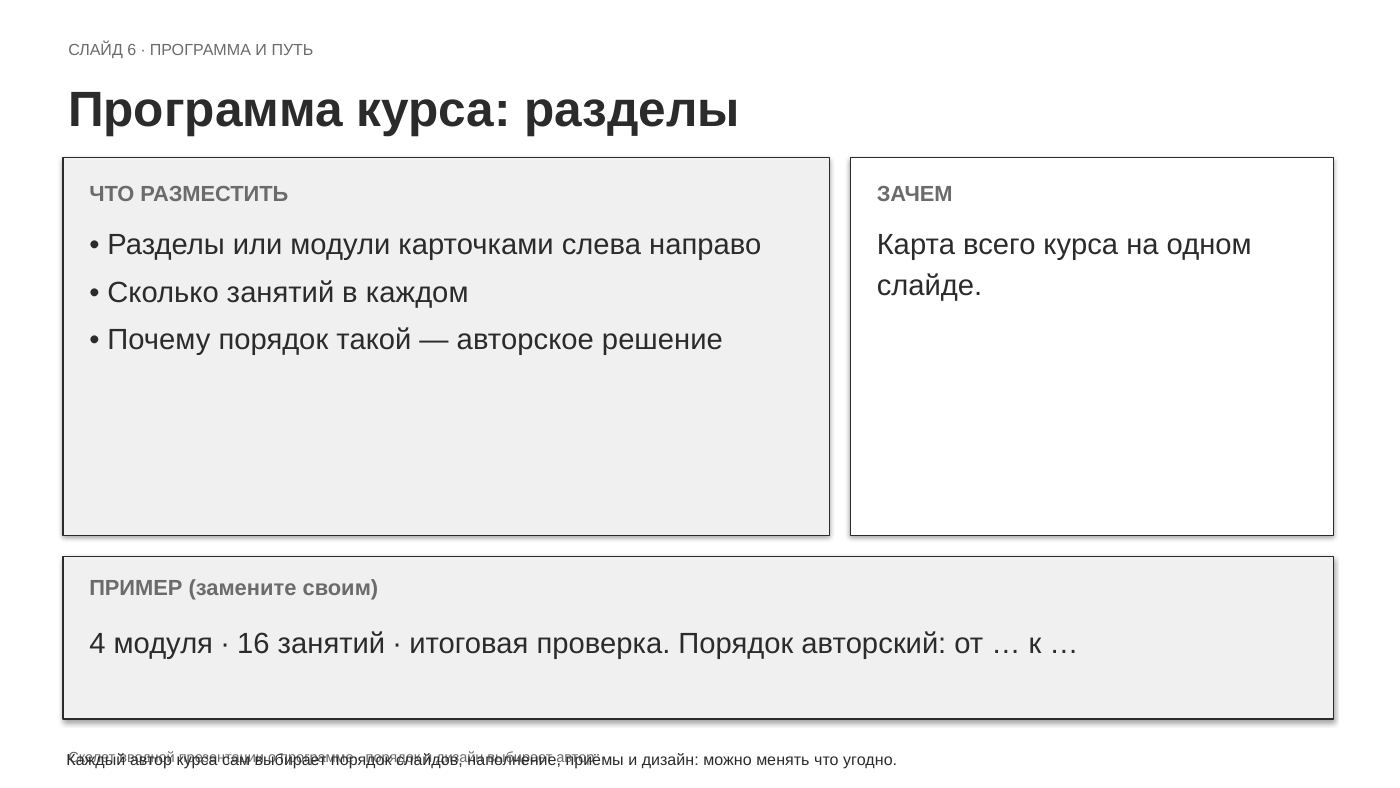 СЛАЙД 6 · ПРОГРАММА И ПУТЬ
Программа курса: разделы
ЧТО РАЗМЕСТИТЬ
• Разделы или модули карточками слева направо
• Сколько занятий в каждом
• Почему порядок такой — авторское решение
ЗАЧЕМ
Карта всего курса на одном
слайде.
ПРИМЕР (замените своим)
4 модуля · 16 занятий · итоговая проверка. Порядок авторский: от … к …
Каждый автор курса сам выбирает порядок слайдов, наполнение, приёмы и дизайн: можно менять что угодно.